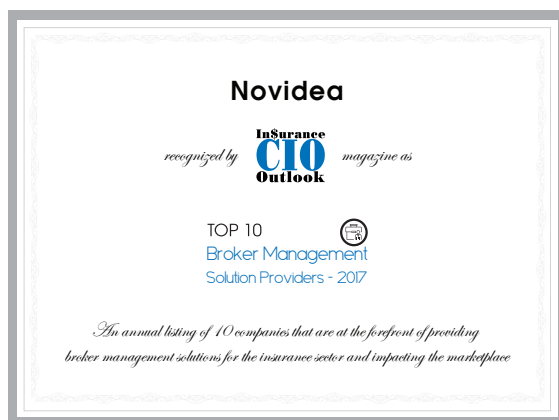 Novidea
recognized by
In$urance
CIO
Outlook
magazine as
TOP 10
Broker Management
Solution Providers - 2017
An annual listing of 10 companies that are at the forefront of providing
broker management solutions for the insurance sector and impacting the marketplace